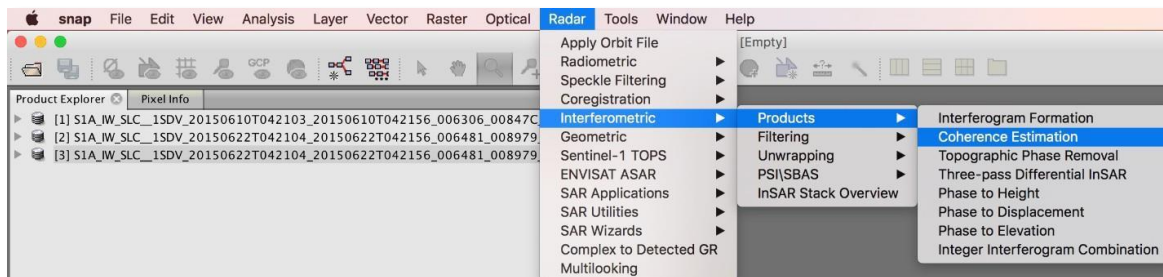 snap File Edit View Analysis Layer Vector Raster Optical Radar Tools Window Help
[Empty]
GCP
Product Explorer Pixel Info
[1] S1A_IW_SLC__1SDV_20150610T042103_20150610T042156_006306_00847C_
[2] S1A_IW_SLC__1SDV_20150622T042104_20150622T042156_006481_008979_
[3] S1A_IW_SLC__1SDV_20150622T042104_20150622T042156_006481_008979_
Apply Orbit File
Radiometric
Speckle Filtering
Coregistration
Interferometric
Geometric
Sentinel-1 TOPS
ENVISAT ASAR
SAR Applications
SAR Utilities
SAR Wizards
Complex to Detected GR
Multilooking
Products
Filtering
Unwrapping
PSI\SBAS
InSAR Stack Overview
Interferogram Formation
Coherence Estimation
Topographic Phase Removal
Three-pass Differential InSAR
Phase to Height
Phase to Displacement
Phase to Elevation
Integer Interferogram Combination